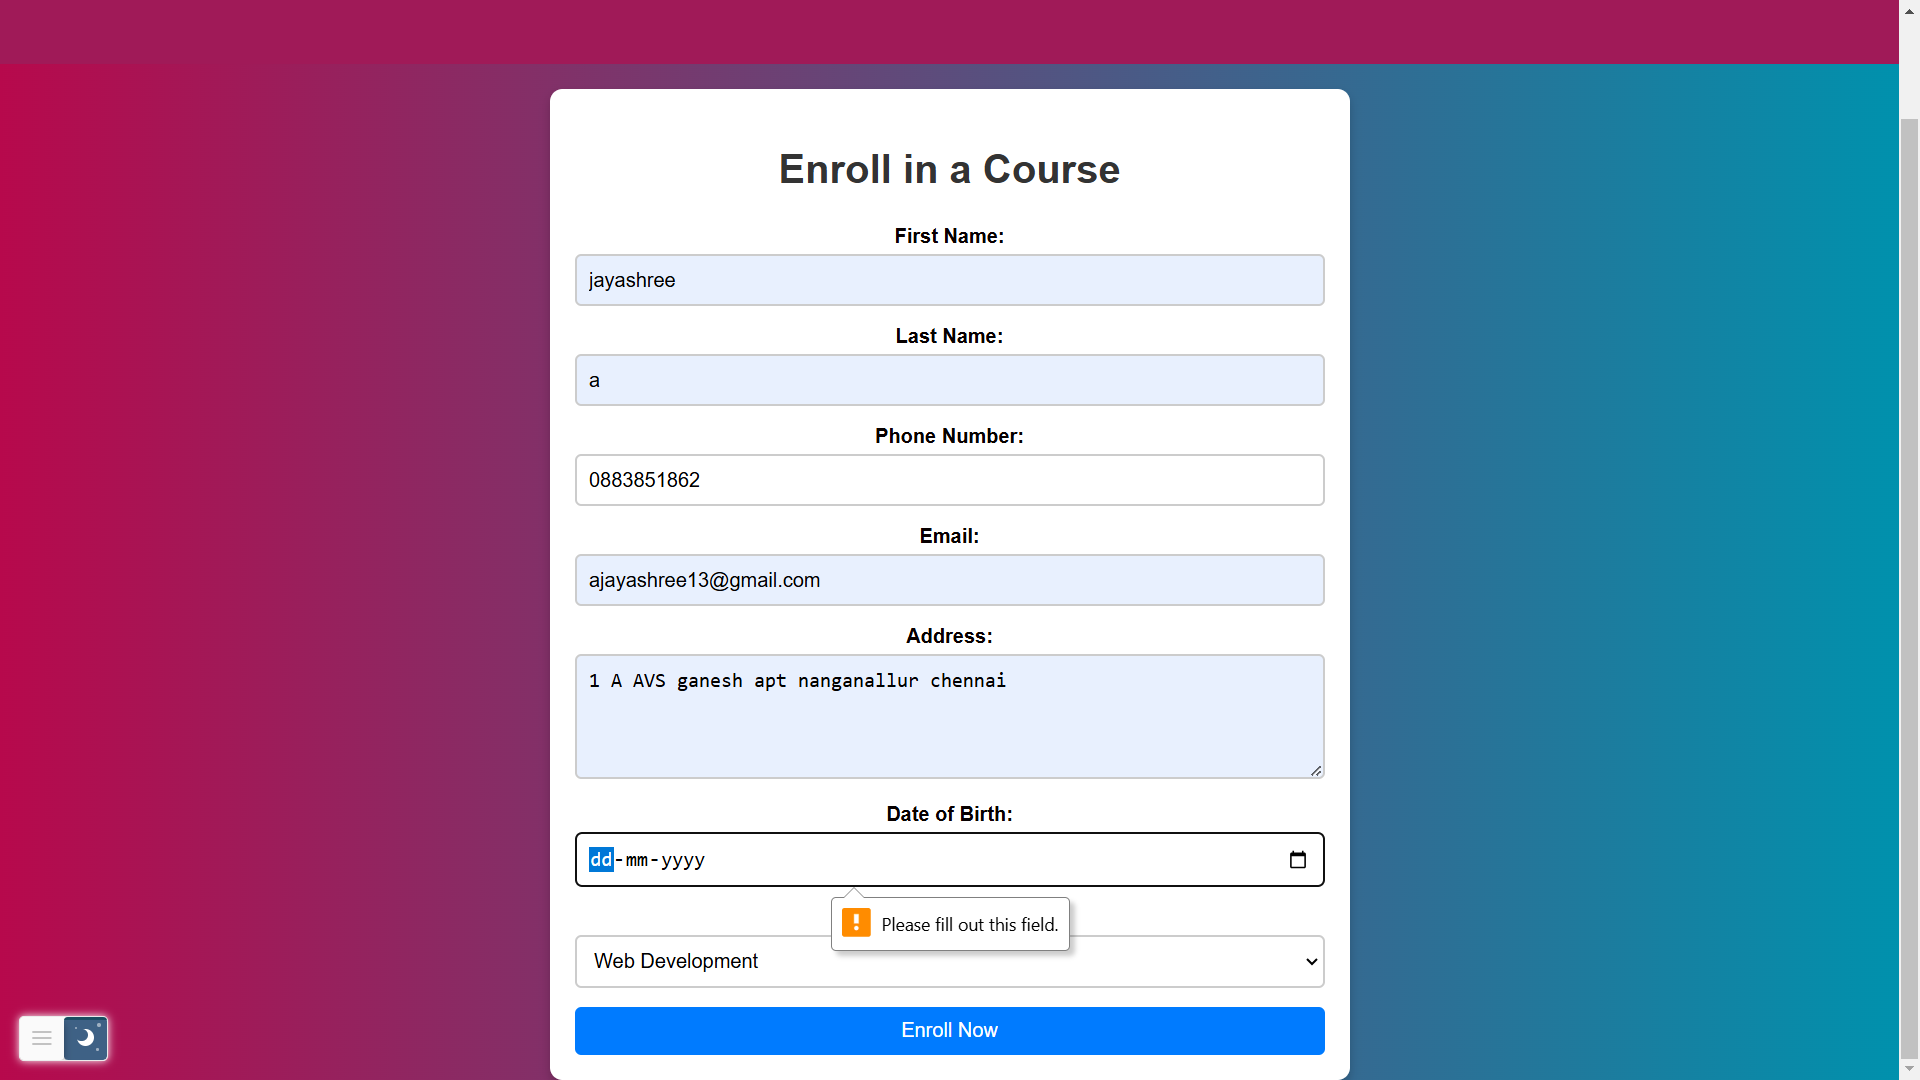 Enroll in a Course
First Name:
jayashree
Last Name:
a
Phone Number:
0883851862
Email:
ajayashree13@gmail.com
Address:
1 A AVS ganesh apt nanganallur chennai
Date of Birth:
dd-mm-yyyy
Please fill out this field.
Web Development
Enroll Now